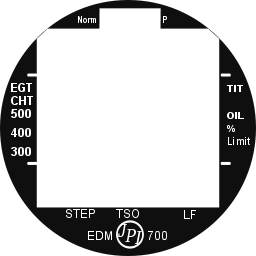 Norm P
EGT TIT
CHT
500 OIL
400 %
Limit
300
STEP TSO LF
EDM JPI 700